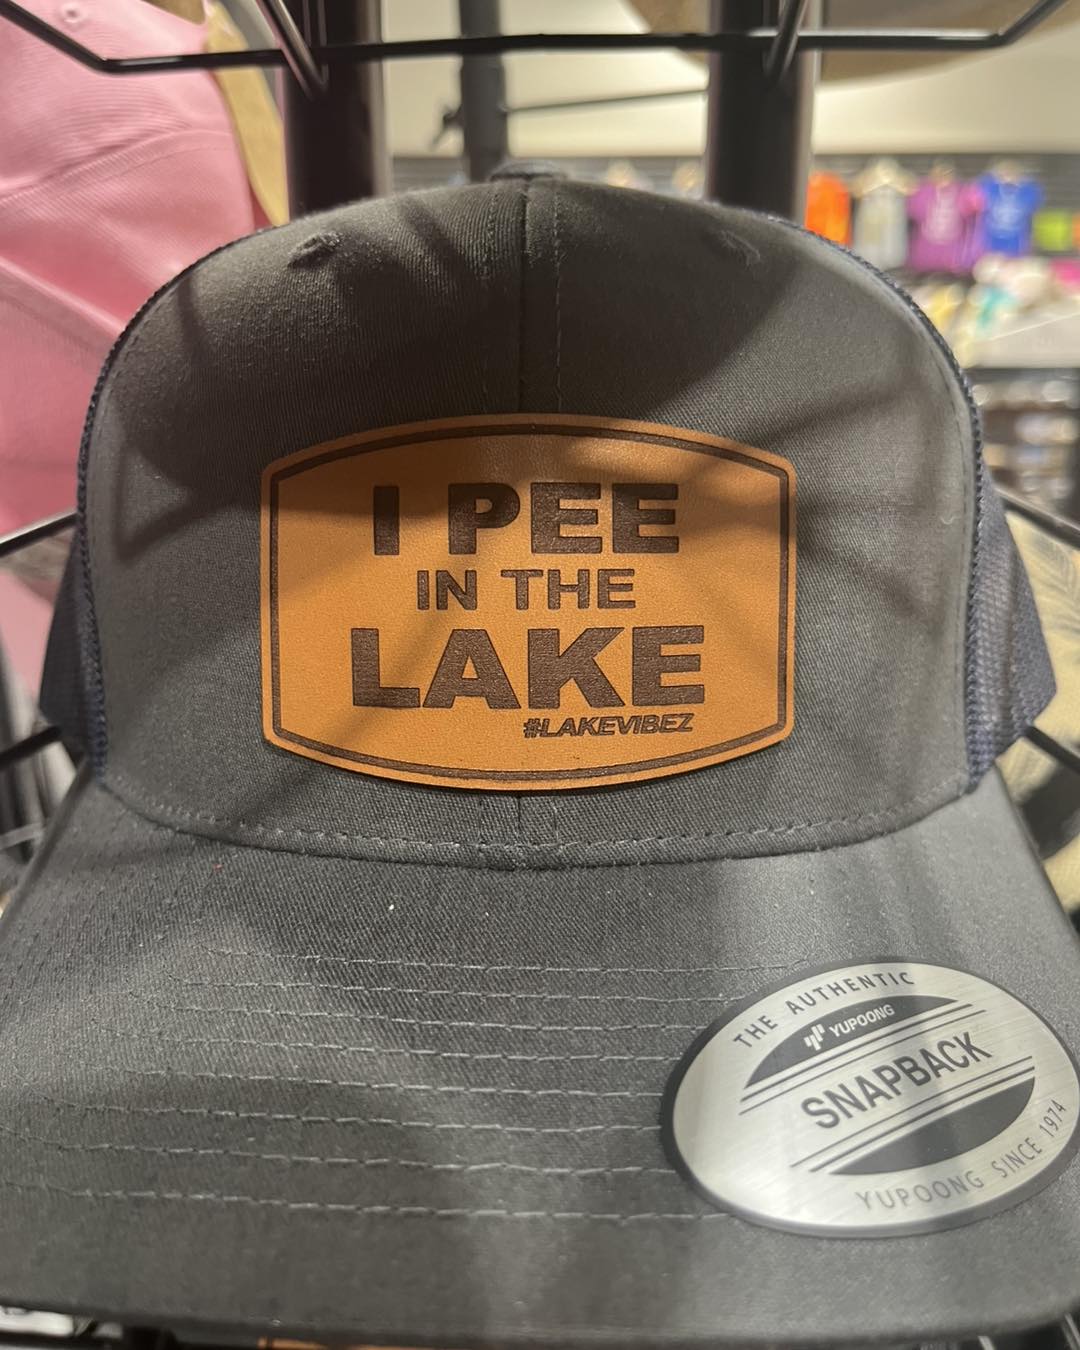 I PEE
IN THE
LAKE
#LAKEVIBEZ
THE AUTHENTIC
YUPOONG
SNAPBACK
YUPOONG SINCE 1974